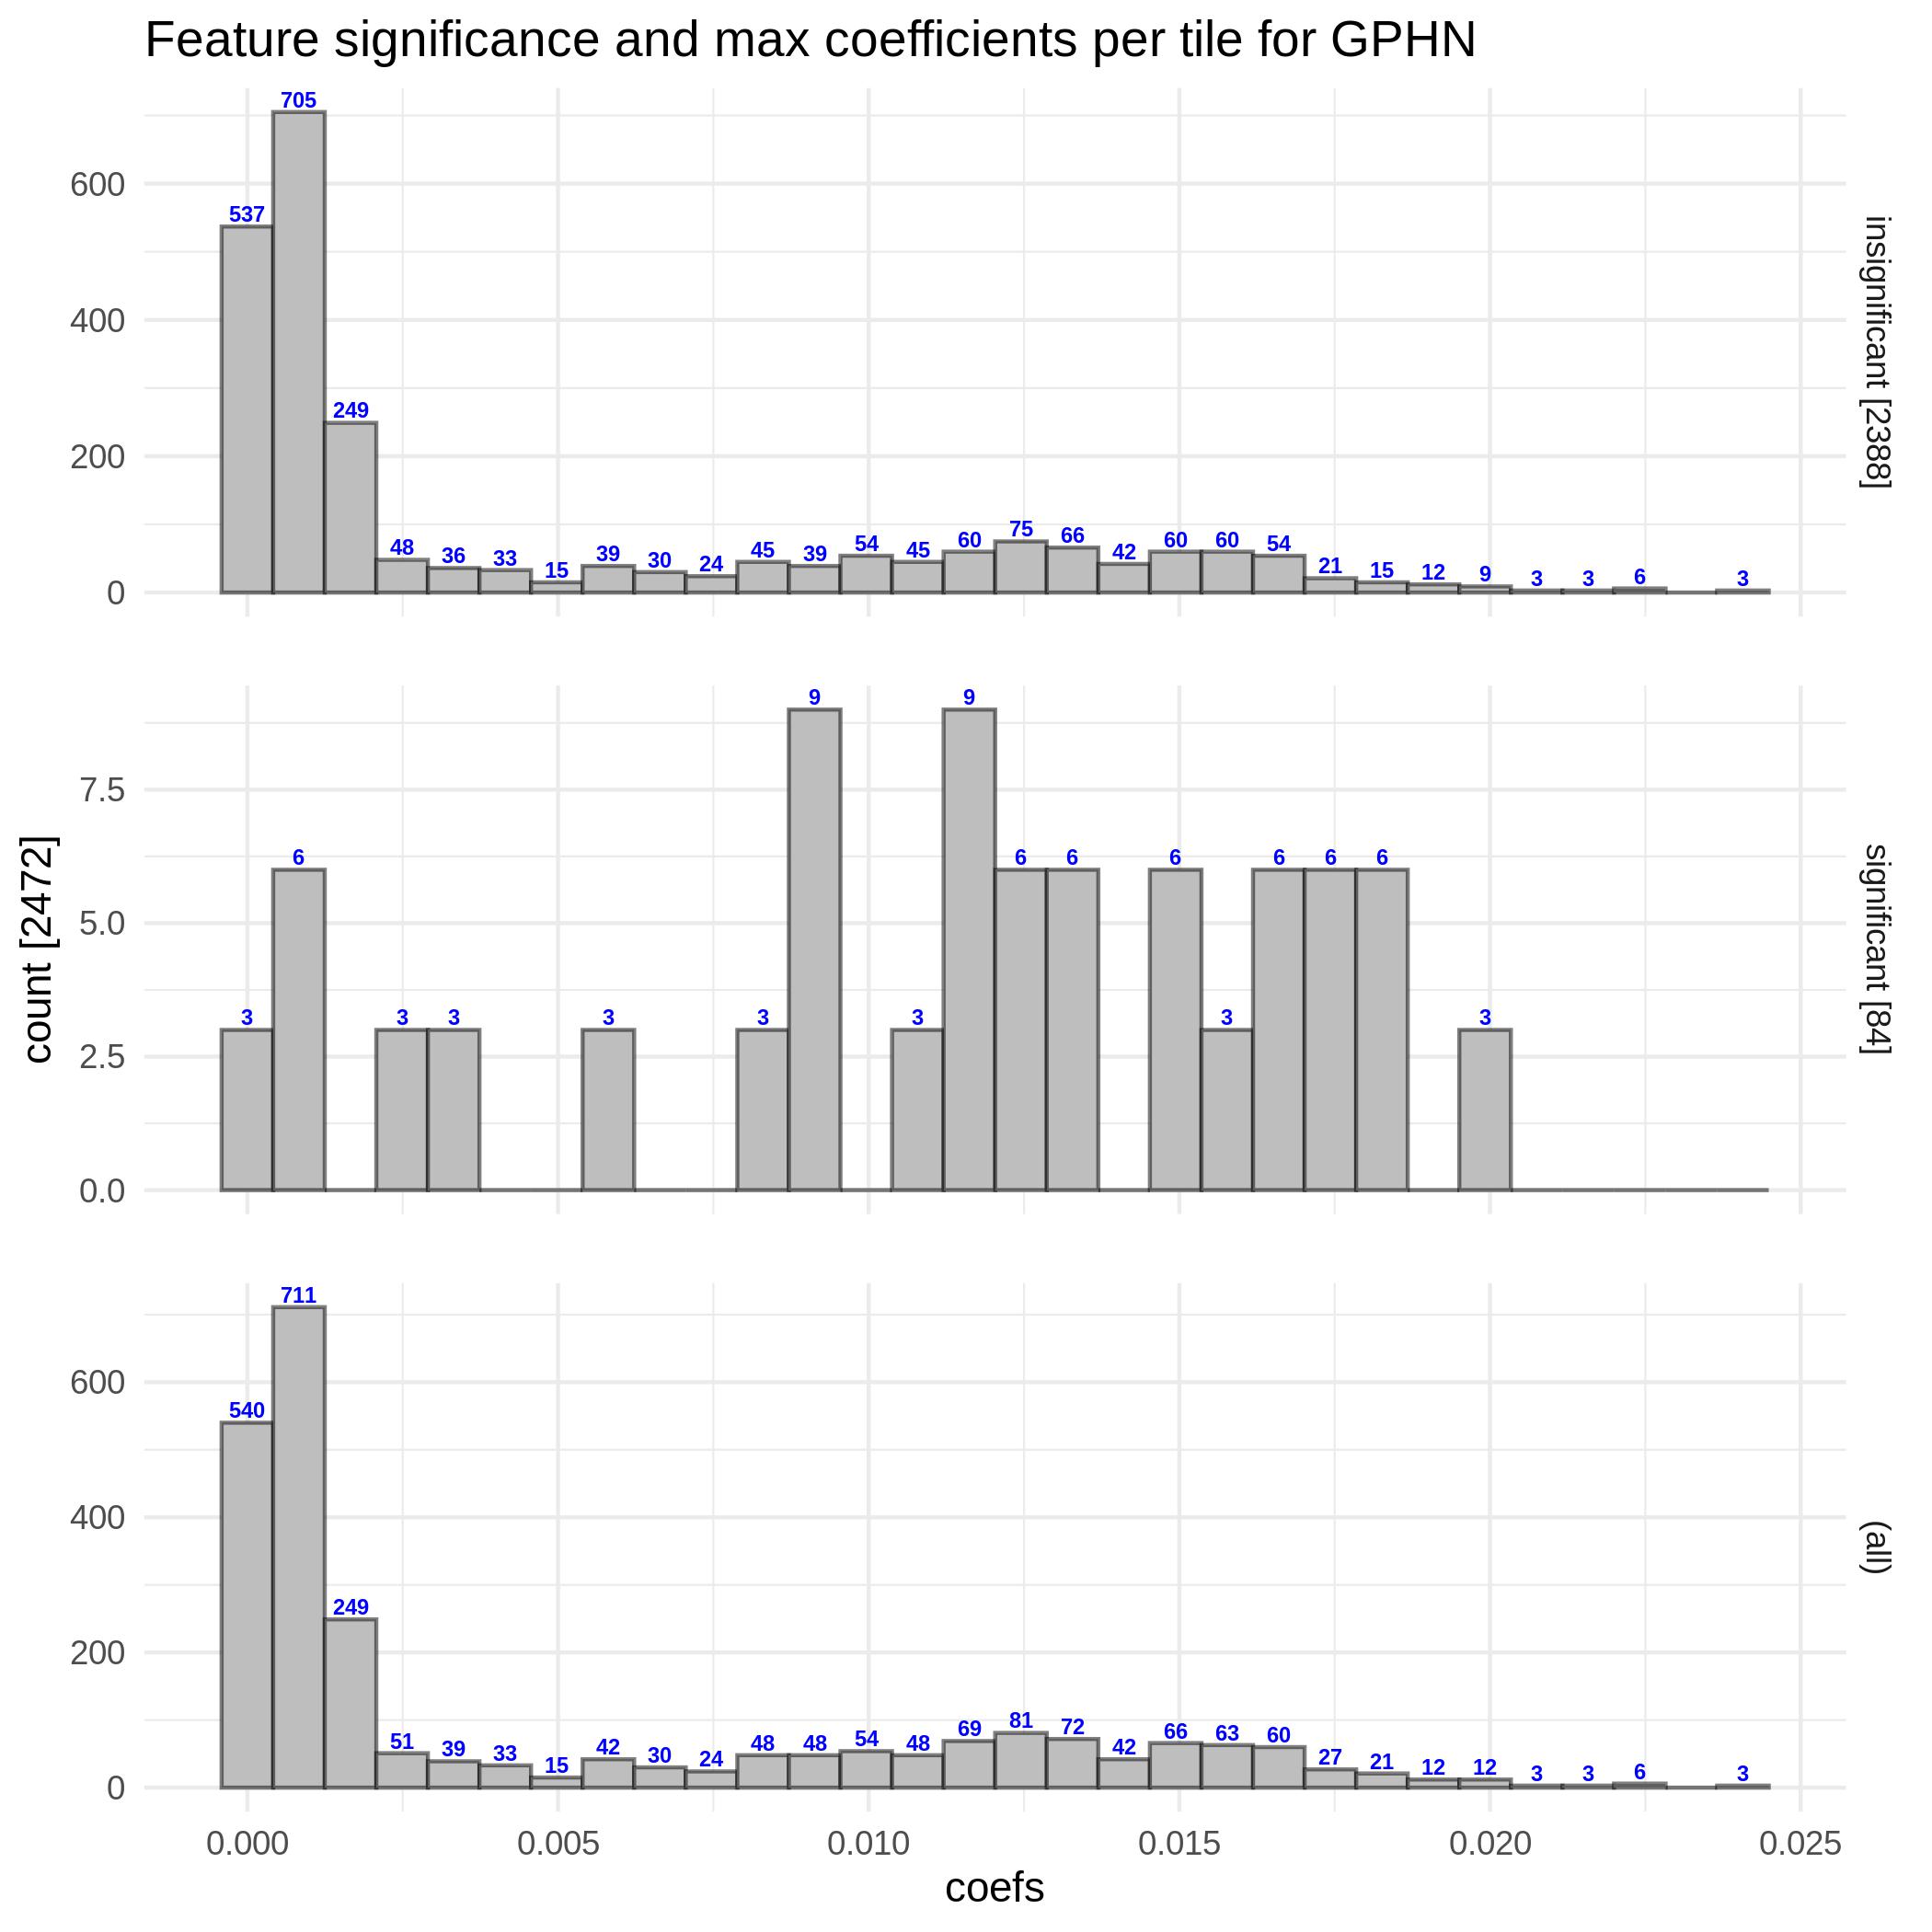 Feature significance and max coefficients per tile for GPHN
705
600
537
400
249
200
48 36 33 15 39 30 24 45 39 54 45 60 75 66 42 60 60 54 21 15 12 9 3 3 6 3
0
insignificant [2388]
count [2472]
9 9
7.5
6 6 6 6 6 6 6
5.0
3 3 3 3 3 3 3 3
2.5
0.0
significant [84]
711
600
540
400
249
200
51 39 33 15 42 30 24 48 48 54 48 69 81 72 42 66 63 60 27 21 12 12 3 3 6 3
0
(all)
0.000 0.005 0.010 0.015 0.020 0.025
coefs